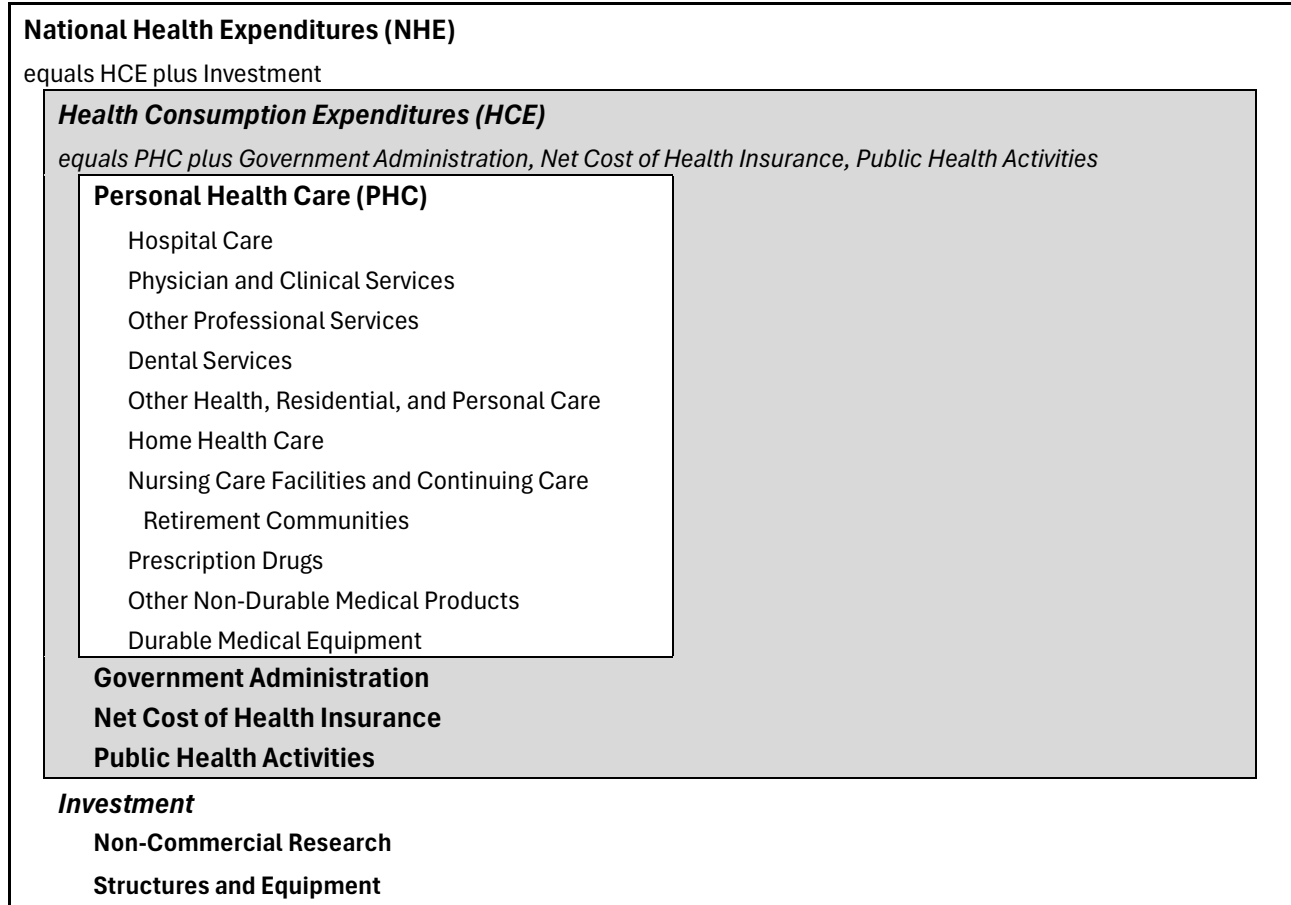 National Health Expenditures (NHE)
equals HCE plus Investment
Health Consumption Expenditures (HCE)
equals PHC plus Government Administration, Net Cost of Health Insurance, Public Health Activities
Personal Health Care (PHC)
Hospital Care
Physician and Clinical Services
Other Professional Services
Dental Services
Other Health, Residential, and Personal Care
Home Health Care
Nursing Care Facilities and Continuing Care
Retirement Communities
Prescription Drugs
Other Non-Durable Medical Products
Durable Medical Equipment
Government Administration
Net Cost of Health Insurance
Public Health Activities
Investment
Non-Commercial Research
Structures and Equipment